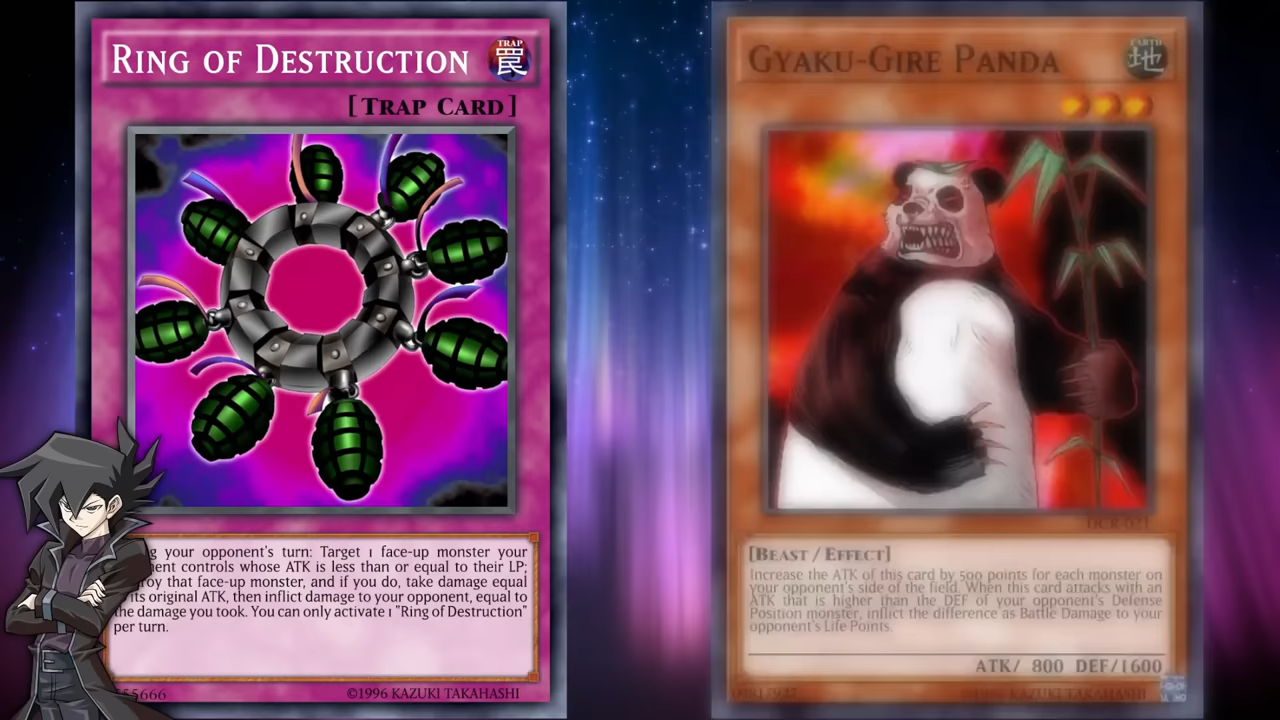 RING OF DESTRUCTION
TRAP
罠
[TRAP CARD]
your opponent's turn: Target 1 face-up monster your
controls whose ATK is less than or equal to their LP;
that face-up monster, and if you do, take damage equal
its original ATK, then inflict damage to your opponent, equal to
the damage you took. You can only activate 1 "Ring of Destruction"
per turn.
©1996 KAZUKI TAKAHASHI
GYAKU-GIRE PANDA
EARTH
地
DCR-021
[BEAST / EFFECT]
Increase the ATK of this card by 500 points for each monster on
your opponent's side of the field. When this card attacks with an
ATK that is higher than the DEF of your opponent's Defense
Position monster, inflict the difference as Battle Damage to your
opponent's Life Points.
ATK/ 800 DEF/1600
KAZUKI TAKAHASHI